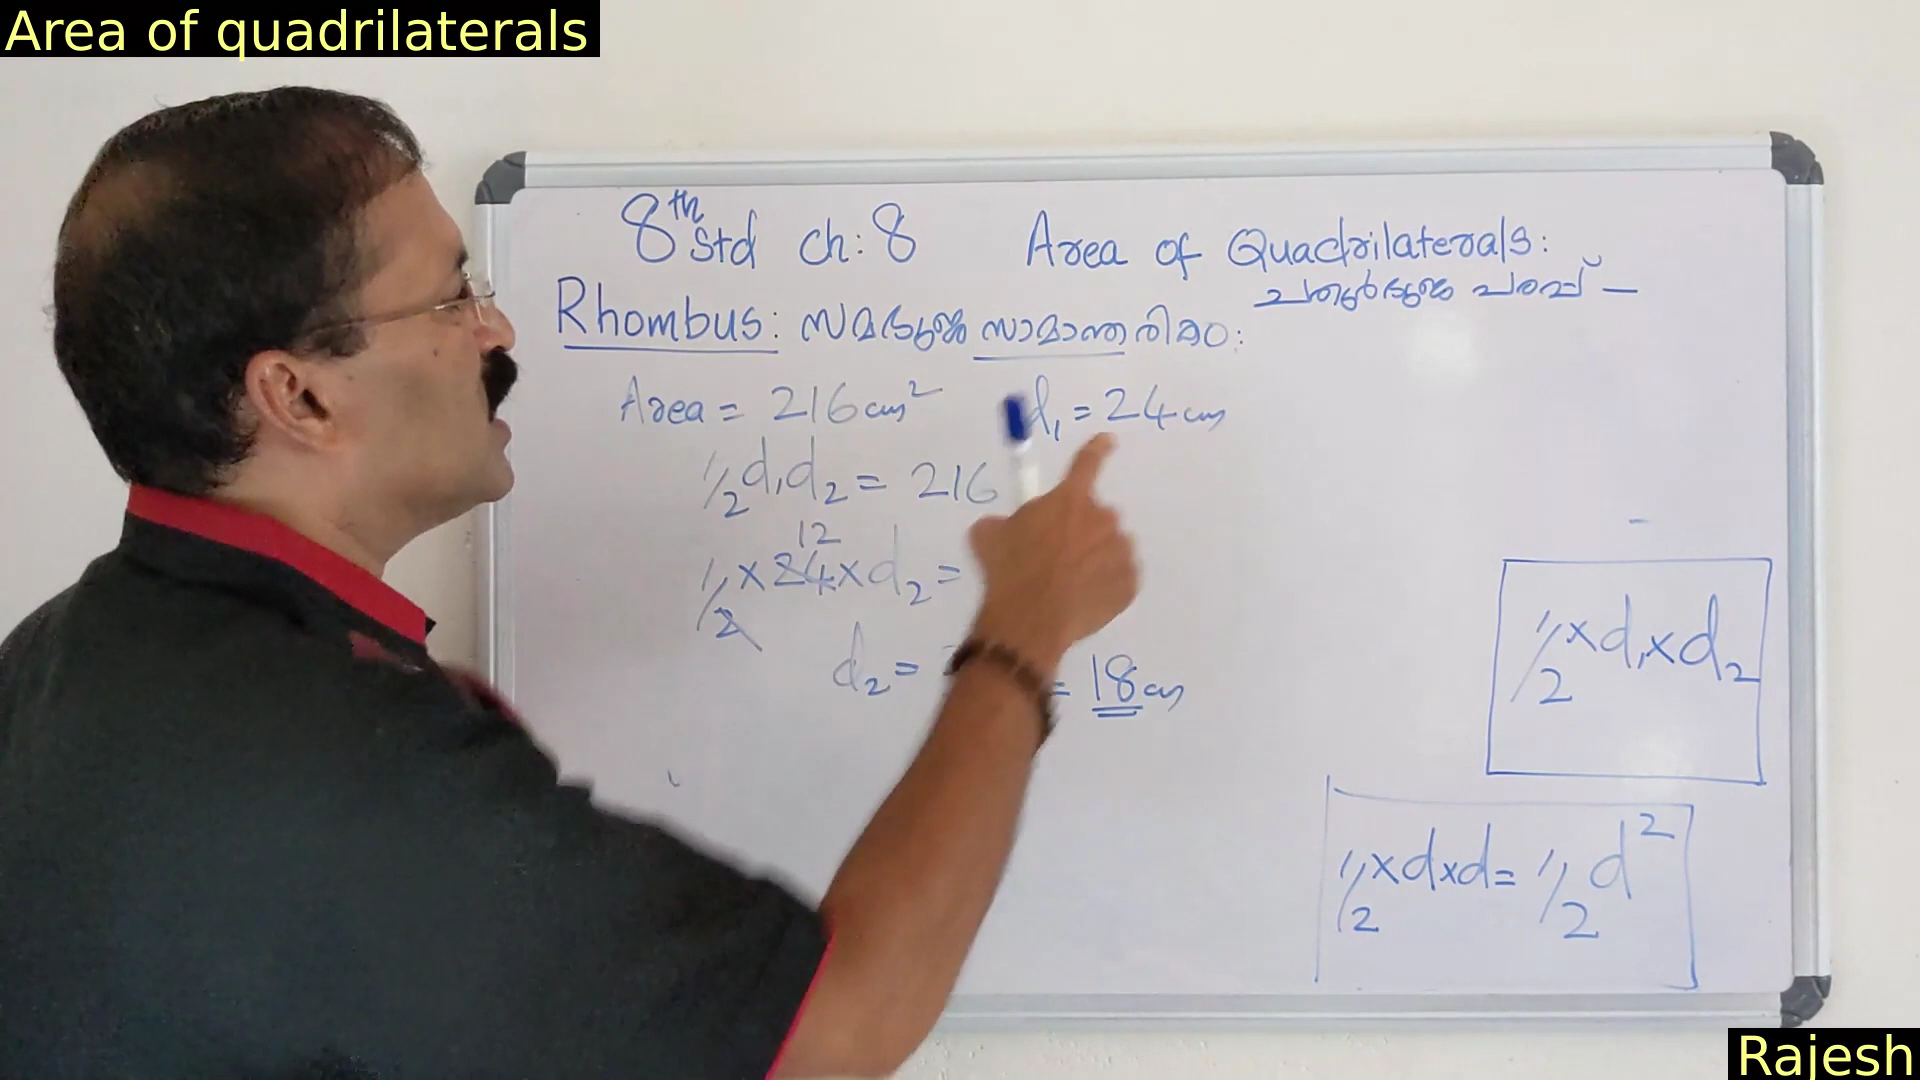 Area of quadrilaterals
8th Std ch: 8 Area of Quadrilaterals:
ചതുർഭുജ പരപ്പ് –
Rhombus: സമഭുജ സാമാന്തരികം:
Area = 216 cm² d₁ = 24 cm
1/2 d₁d₂ = 216
12
1/2 × 24 × d₂ =
d₂ = = 18 cm
1/2 × d₁ × d₂
1/2 × d × d = 1/2 d²
Rajesh